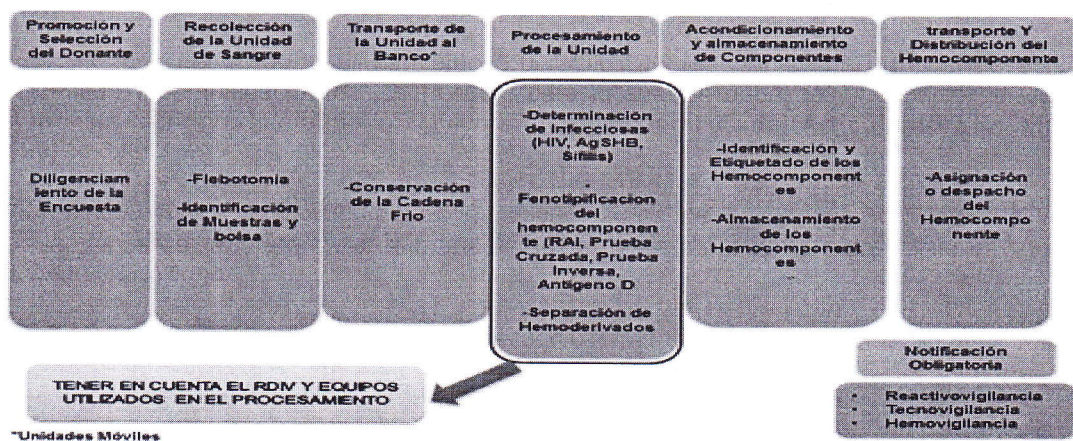 Promoción y
Selección
del Donante
Recolección
de la Unidad
de Sangre
Transporte de
la Unidad al
Banco*
Procesamiento
de la Unidad
Acondicionamiento
y almacenamiento
de Componentes
transporte Y
Distribución del
Hemocomponente
Diligenciam
iento de la
Encuesta
-Flebotomia
-Identificación
de Muestras y
bolsa
-Conservación
de la Cadena
Frio
-Determinación
de Infecciosas
(HIV, AgSHB,
Sifilis)
-
Fenotipificacion
del
hemocomponen
te (RAI, Prueba
Cruzada, Prueba
Inversa,
Antigeno D
-Separación de
Hemoderivados
-Identificación y
Etiquetado de los
Hemocomponent
es
-Almacenamiento
de los
Hemocomponent
es
-
-Asignación
o despacho
del
Hemocompo
nente
TENER EN CUENTA EL RDIV Y EQUIPOS
UTILIZADOS EN EL PROCESAMIENTO
Notificación
Obligatoria
• Reactivovigilancia
• Tecnovigilancia
• Hemovigilancia
*Unidades Móviles